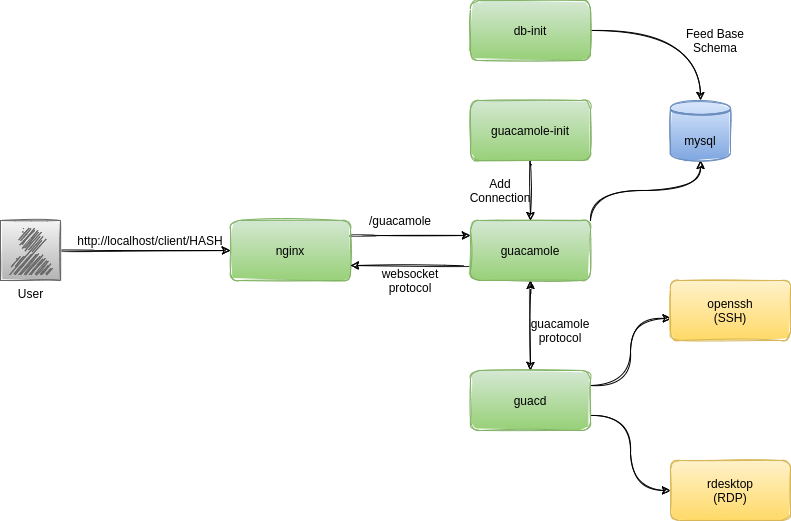 db-init
Feed Base
Schema
guacamole-init
mysql
Add
Connection
/guacamole
http://localhost/client/HASH
nginx
guacamole
User
websocket
protocol
openssh
(SSH)
guacamole
protocol
guacd
rdesktop
(RDP)